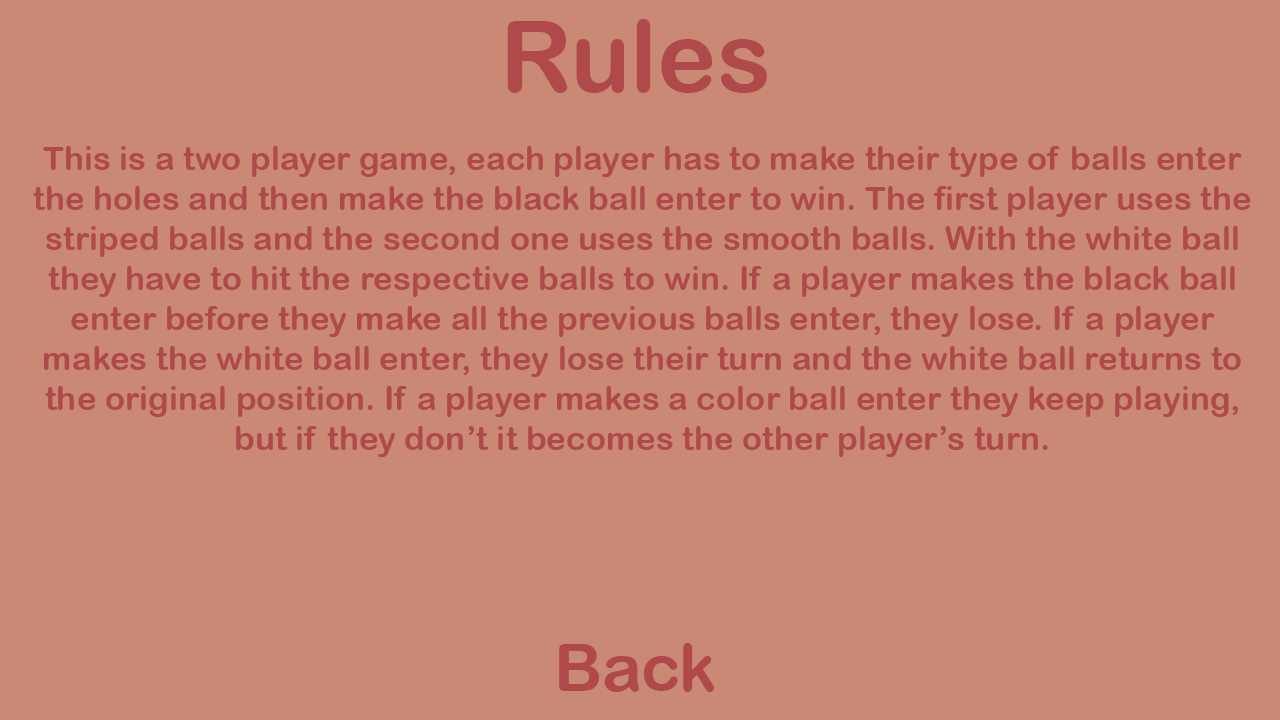 Rules
This is a two player game, each player has to make their type of balls enter
the holes and then make the black ball enter to win. The first player uses the
striped balls and the second one uses the smooth balls. With the white ball
they have to hit the respective balls to win. If a player makes the black ball
enter before they make all the previous balls enter, they lose. If a player
makes the white ball enter, they lose their turn and the white ball returns to
the original position. If a player makes a color ball enter they keep playing,
but if they don’t it becomes the other player’s turn.
Back